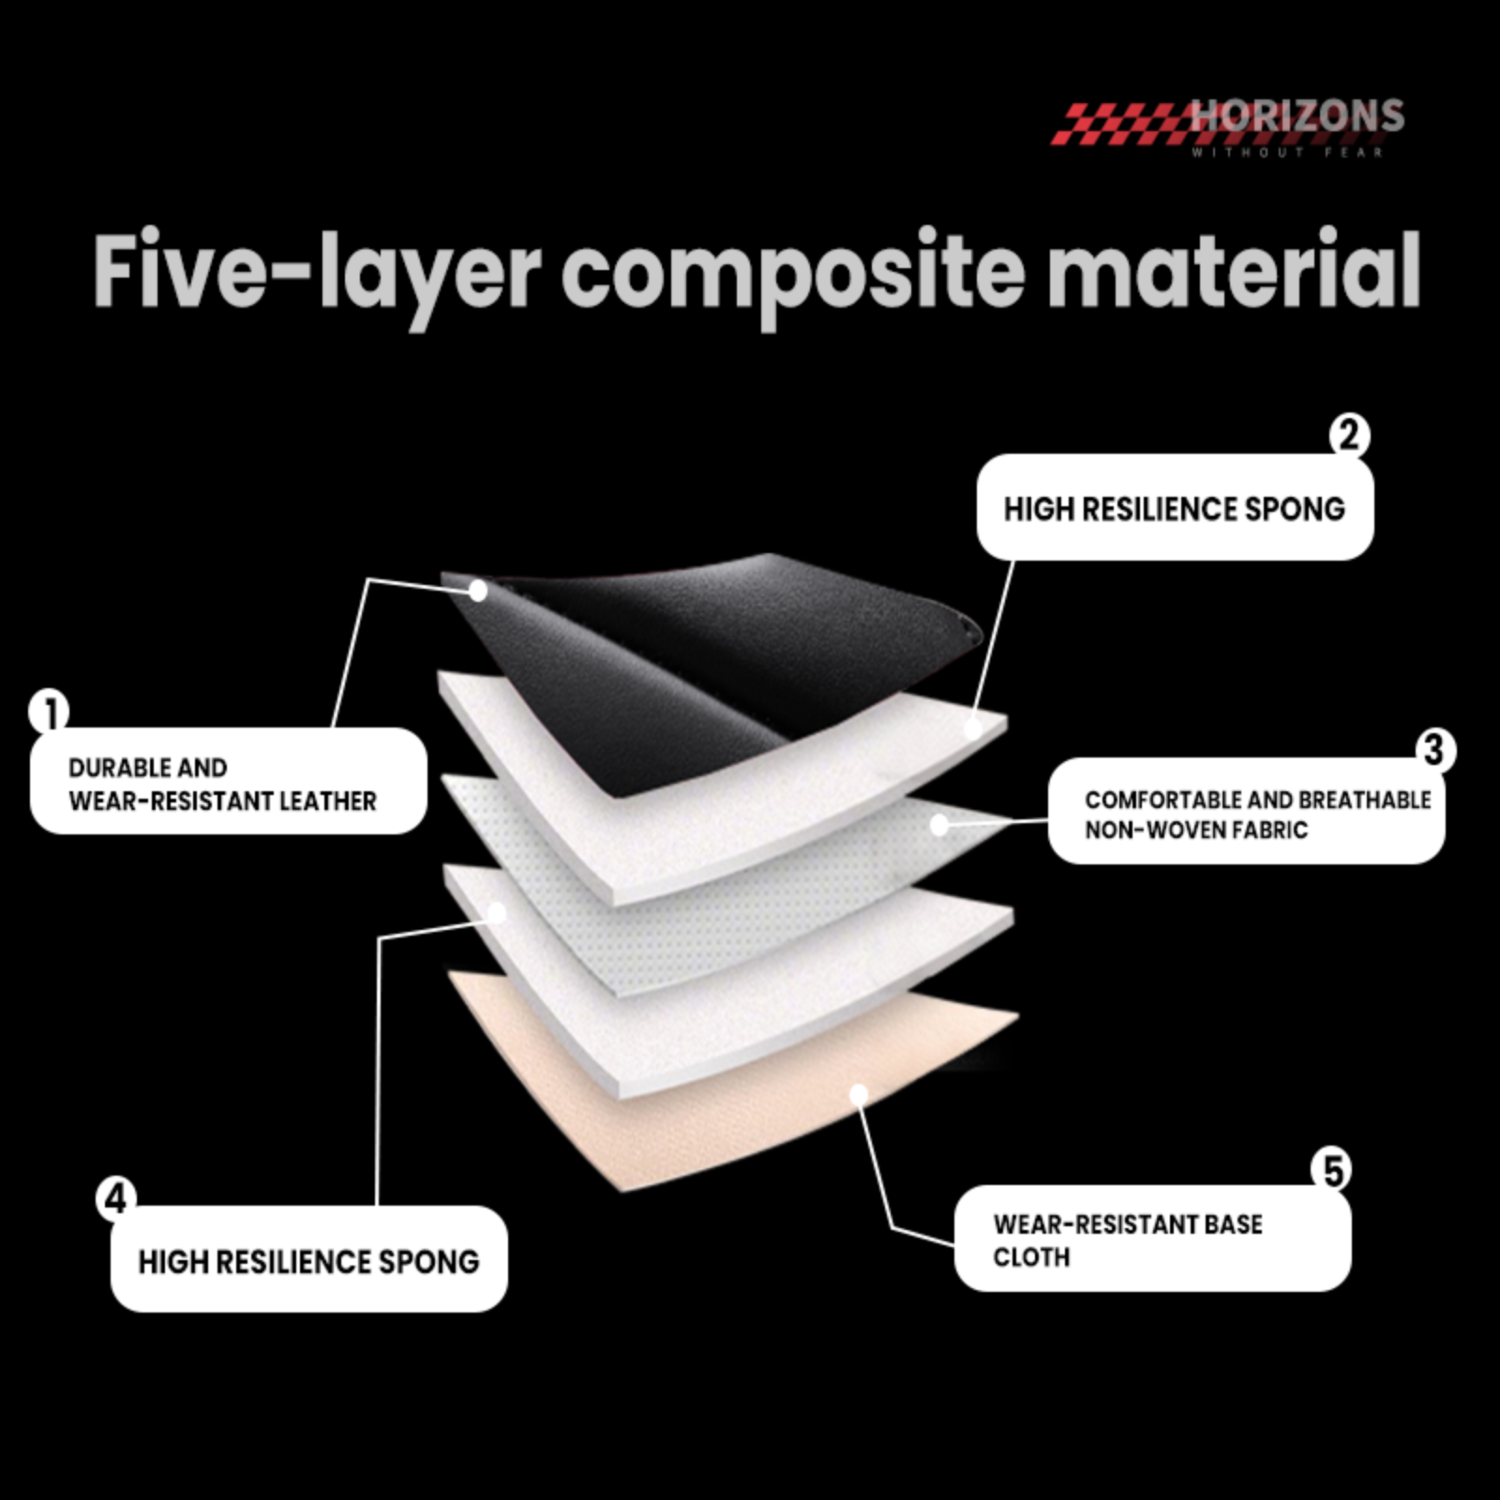 HORIZONS
WITHOUT FEAR
Five-layer composite material
2
HIGH RESILIENCE SPONG
1
DURABLE AND
WEAR-RESISTANT LEATHER
3
COMFORTABLE AND BREATHABLE
NON-WOVEN FABRIC
4
HIGH RESILIENCE SPONG
5
WEAR-RESISTANT BASE
CLOTH